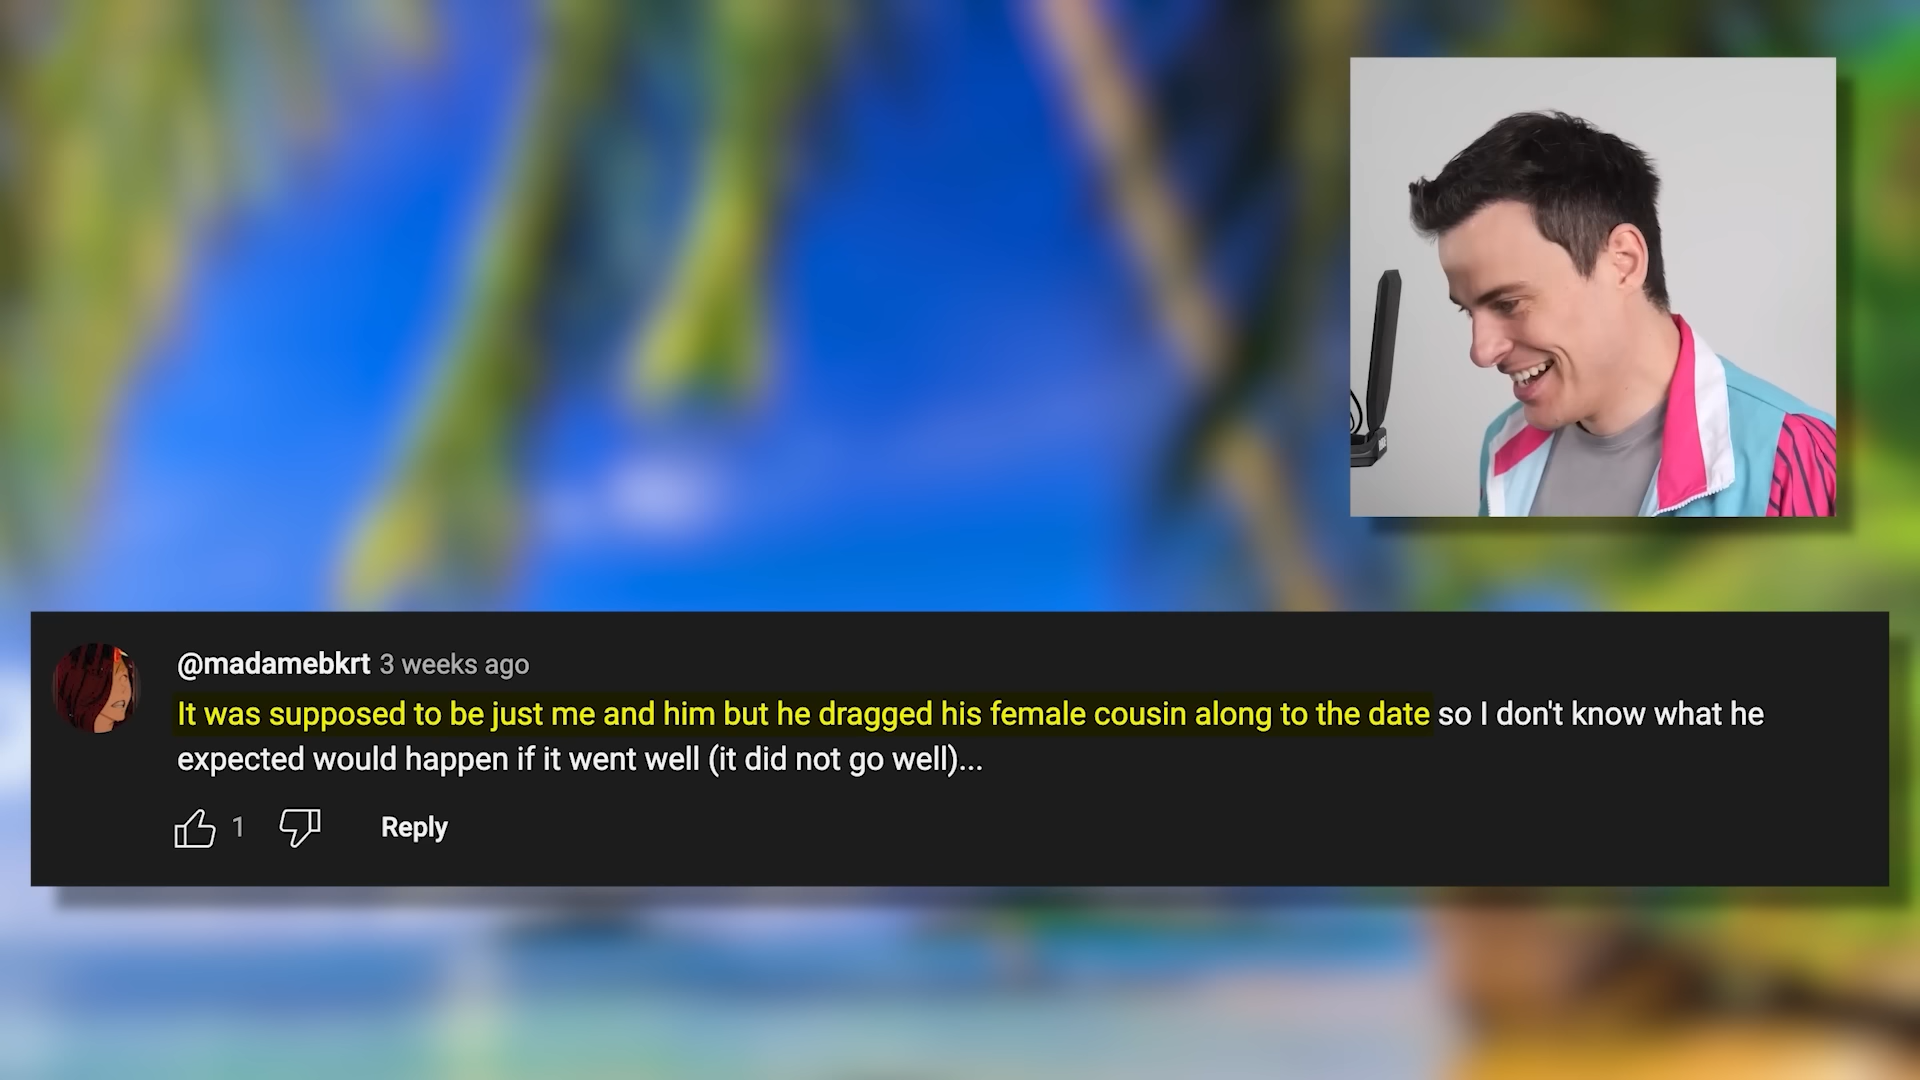 @madamebkrt 3 weeks ago
It was supposed to be just me and him but he dragged his female cousin along to the date so I don't know what he
expected would happen if it went well (it did not go well)...
1 Reply